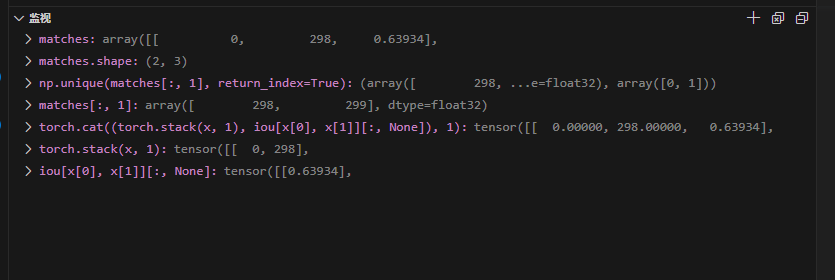 监视
matches: array([[          0,         298,     0.63934],
matches.shape: (2, 3)
np.unique(matches[:, 1], return_index=True): (array([        298, ...e=float32), array([0, 1]))
matches[:, 1]: array([        298,         299], dtype=float32)
torch.cat((torch.stack(x, 1), iou[x[0], x[1]][:, None]), 1): tensor([[  0.00000, 298.00000,   0.63934],
torch.stack(x, 1): tensor([[  0, 298],
iou[x[0], x[1]][:, None]: tensor([[0.63934],